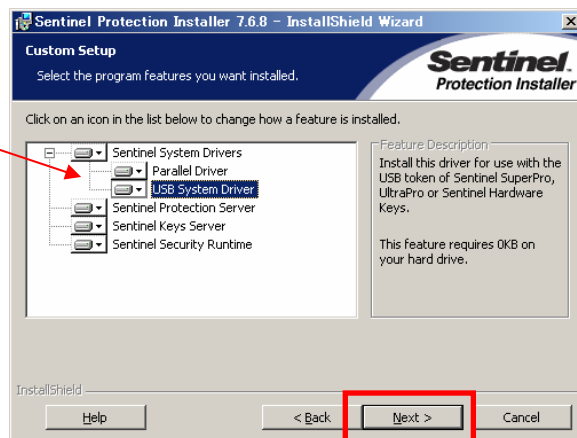 Sentinel Protection Installer 7.6.8 - InstallShield Wizard
Custom Setup
Select the program features you want installed.
Sentinel.
Protection Installer
Click on an icon in the list below to change how a feature is installed.
Sentinel System Drivers
Parallel Driver
USB System Driver
Sentinel Protection Server
Sentinel Keys Server
Sentinel Security Runtime
Feature Description
Install this driver for use with the
USB token of Sentinel SuperPro,
UltraPro or Sentinel Hardware
Keys.
This feature requires 0KB on
your hard drive.
InstallShield
Help
< Back
Next >
Cancel